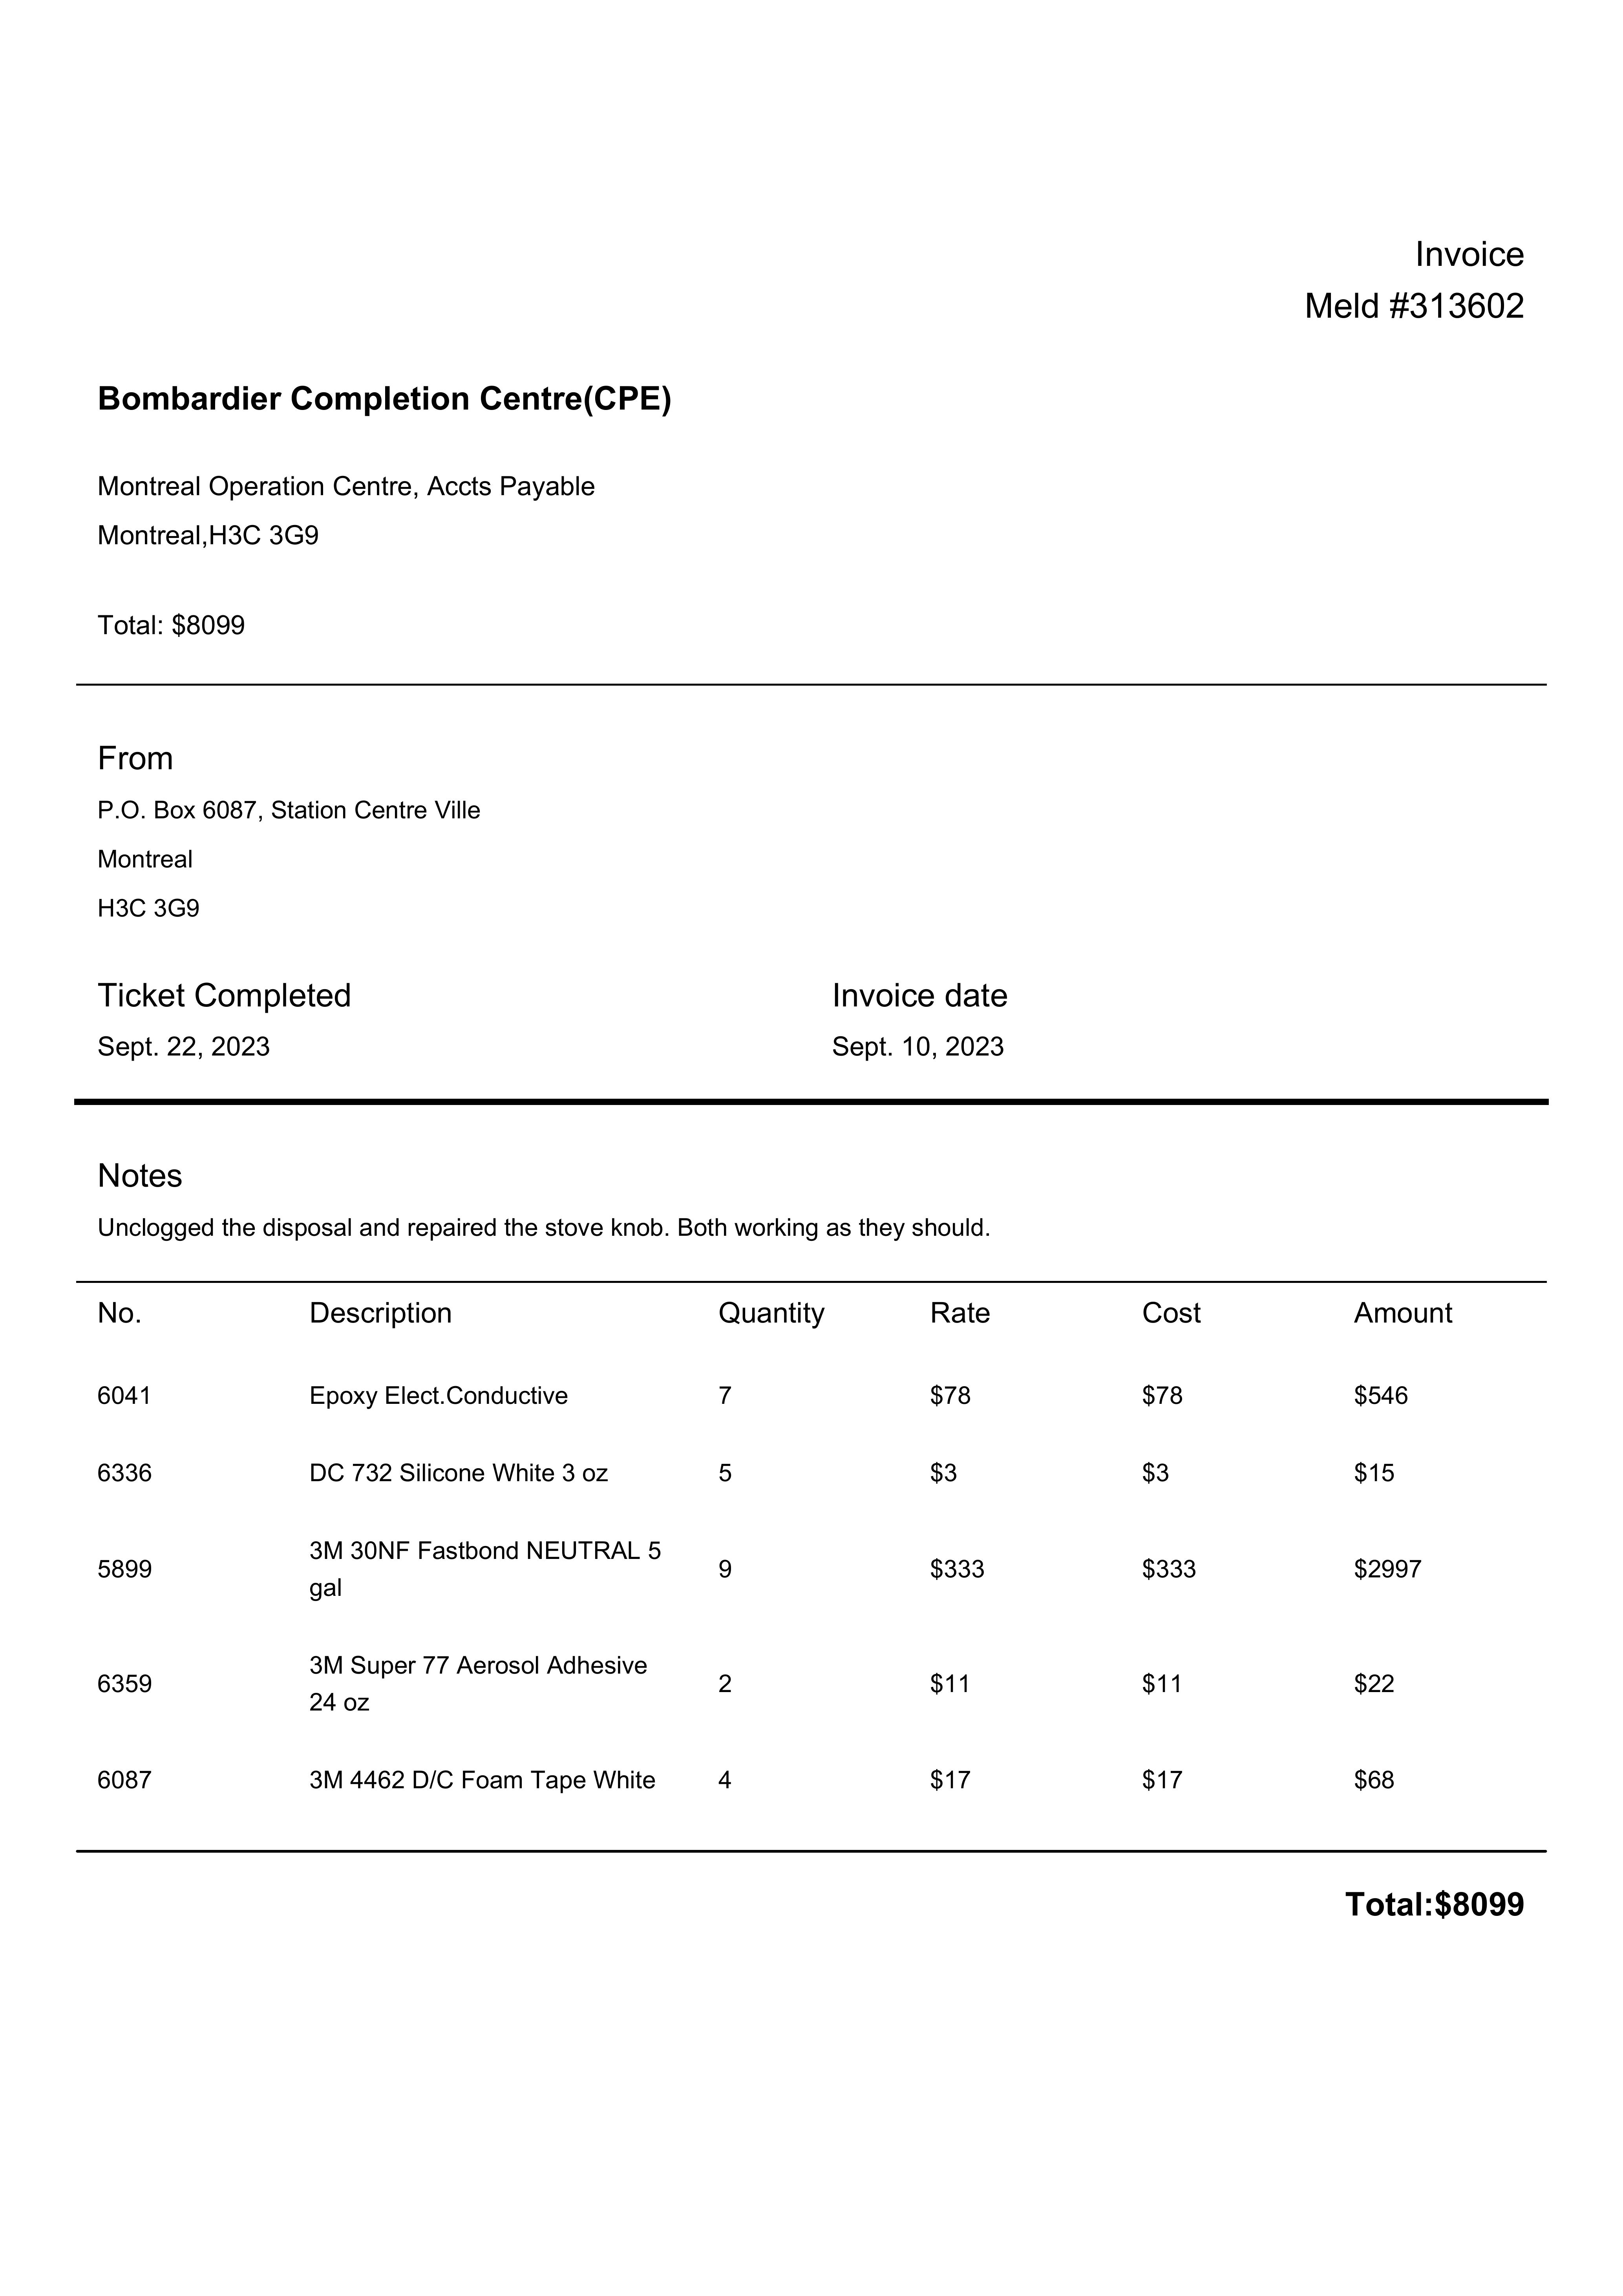 Invoice
Meld #313602
Bombardier Completion Centre(CPE)
Montreal Operation Centre, Accts Payable
Montreal,H3C 3G9
Total: $8099
From
P.O. Box 6087, Station Centre Ville
Montreal
H3C 3G9
Ticket Completed Invoice date
Sept. 22, 2023 Sept. 10, 2023
Notes
Unclogged the disposal and repaired the stove knob. Both working as they should.
No. Description Quantity Rate Cost Amount
6041 Epoxy Elect.Conductive 7 $78 $78 $546
6336 DC 732 Silicone White 3 oz 5 $3 $3 $15
3M 30NF Fastbond NEUTRAL 5
5899 9 $333 $333 $2997
gal
3M Super 77 Aerosol Adhesive
6359 2 $11 $11 $22
24 oz
6087 3M 4462 D/C Foam Tape White 4 $17 $17 $68
Total:$8099